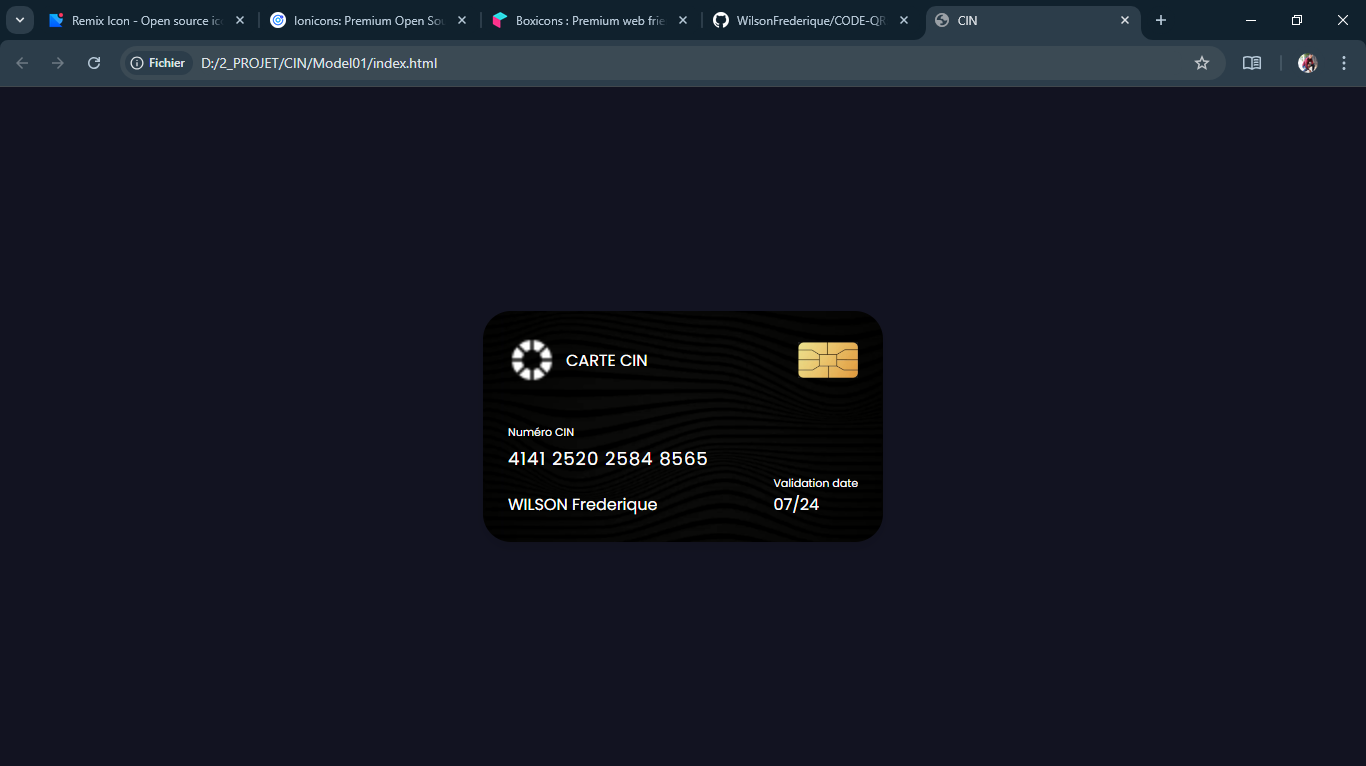 Remix Icon - Open source ic
Ionicons: Premium Open Sou
Boxicons : Premium web frie
WilsonFrederique/CODE-QR
CIN
Fichier
D:/2_PROJET/CIN/Model01/index.html
CARTE CIN
Numéro CIN
4141 2520 2584 8565
Validation date
WILSON Frederique
07/24